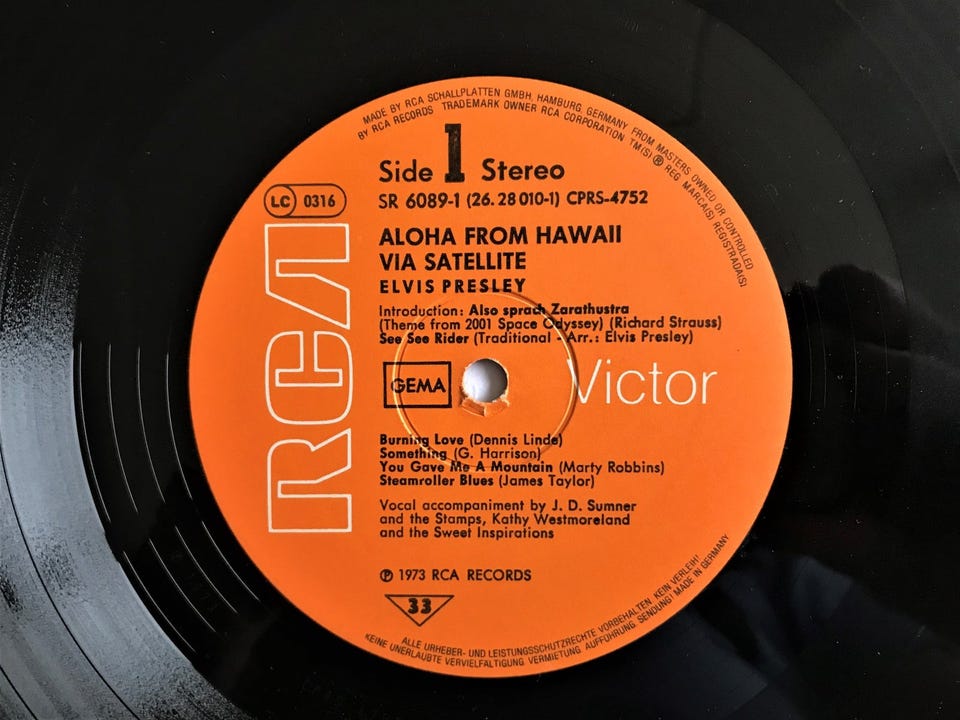 MADE BY RCA SCHALLPLATTEN GMBH, HAMBURG, GERMANY FROM MASTERS OWNED OR CONTROLLED
BY RCA RECORDS TRADEMARK OWNER RCA CORPORATION TM(S) ® REG MARCA(S) REGISTRADA(S)
Side 1 Stereo
LC 0316
SR 6089-1 (26.28 010-1) CPRS-4752
ALOHA FROM HAWAII
VIA SATELLITE
ELVIS PRESLEY
Introduction: Also sprach Zarathustra
(Theme from 2001 Space Odyssey) (Richard Strauss)
See See Rider (Traditional - Arr.: Elvis Presley)
RCA
GEMA
Victor
Burning Love (Dennis Linde)
Something (G. Harrison)
You Gave Me A Mountain (Marty Robbins)
Steamroller Blues (James Taylor)
Vocal accompaniment by J. D. Sumner
and the Stamps, Kathy Westmoreland
and the Sweet Inspirations
℗ 1973 RCA RECORDS
33
ALLE URHEBER- UND LEISTUNGSSCHUTZRECHTE VORBEHALTEN. KEIN VERLEIH!
KEINE UNERLAUBTE VERVIELFALTIGUNG, VERMIETUNG, AUFFÜHRUNG, SENDUNG! MADE IN GERMANY